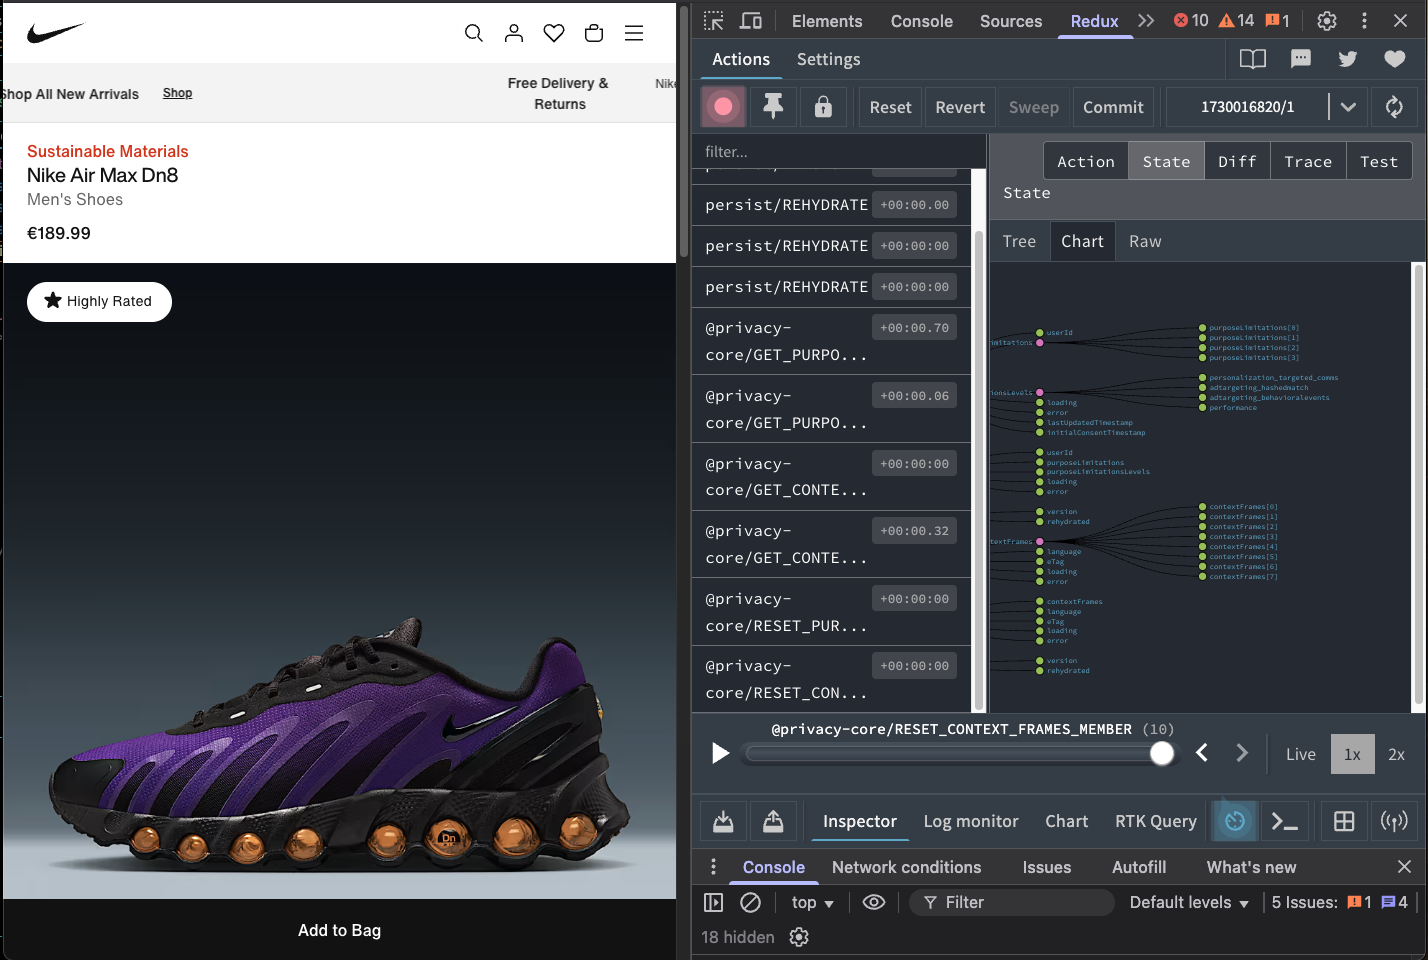 Shop All New Arrivals
Shop
Free Delivery &
Returns
Nike
Sustainable Materials
Nike Air Max Dn8
Men's Shoes
€189.99
Highly Rated
Dn
Add to Bag
Elements
Console
Sources
Redux
10
14
1
Actions
Settings
Reset
Revert
Sweep
Commit
1730016820/1
filter...
persist/REHYDRATE
+00:00.00
persist/REHYDRATE
+00:00:00
persist/REHYDRATE
+00:00:00
@privacy-
core/GET_PURPO...
+00:00.70
@privacy-
core/GET_PURPO...
+00:00.06
@privacy-
core/GET_CONTE...
+00:00:00
@privacy-
core/GET_CONTE...
+00:00.32
@privacy-
core/RESET_PUR...
+00:00:00
@privacy-
core/RESET_CON...
+00:00:00
Action
State
Diff
Trace
Test
State
Tree
Chart
Raw
userId
imitations
purposeLimitations[0]
purposeLimitations[1]
purposeLimitations[2]
purposeLimitations[3]
onsLevels
personalization_targeted_comms
adtargeting_hashedmatch
adtargeting_behavioralevents
performance
loading
error
lastUpdatedTimestamp
initialConsentTimestamp
userId
purposeLimitations
purposeLimitationsLevels
loading
error
version
rehydrated
textFrames
contextFrames[0]
contextFrames[1]
contextFrames[2]
contextFrames[3]
contextFrames[4]
contextFrames[5]
contextFrames[6]
contextFrames[7]
language
eTag
loading
error
contextFrames
language
eTag
loading
error
version
rehydrated
@privacy-core/RESET_CONTEXT_FRAMES_MEMBER (10)
Live
1x
2x
Inspector
Log monitor
Chart
RTK Query
Console
Network conditions
Issues
Autofill
What's new
top
Filter
Default levels
5 Issues:
1
4
18 hidden